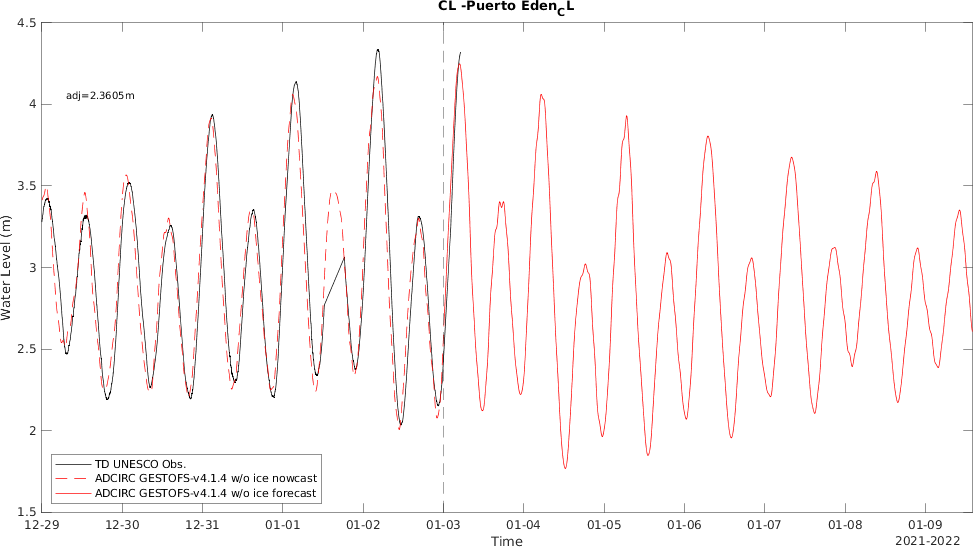 CL -Puerto Eden_CL
4.5
4
3.5
3
2.5
2
1.5
Water Level (m)
adj=2.3605m
TD UNESCO Obs.
ADCIRC GESTOFS-v4.1.4 w/o ice nowcast
ADCIRC GESTOFS-v4.1.4 w/o ice forecast
12-29 12-30 12-31 01-01 01-02 01-03 01-04 01-05 01-06 01-07 01-08 01-09
Time
2021-2022